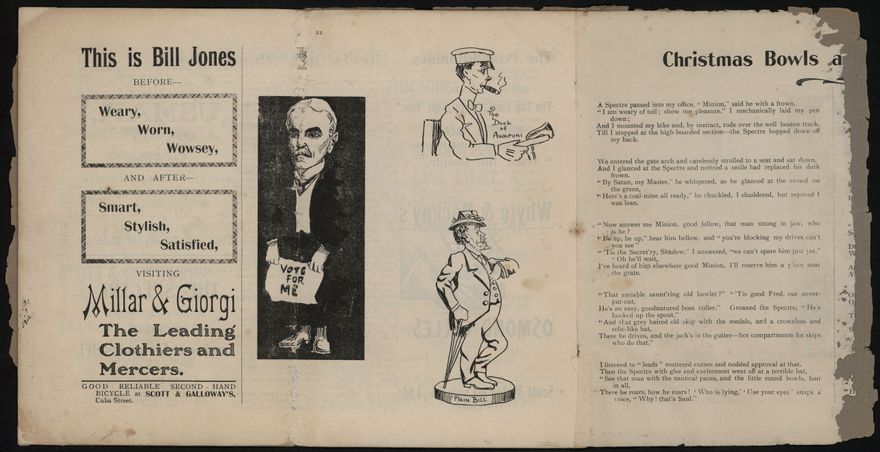 22
This is Bill Jones
BEFORE—
Weary,
Worn,
Wowsey,
AND AFTER—
Smart,
Stylish,
Satisfied,
VISITING
Millar & Giorgi
The Leading
Clothiers and
Mercers.
GOOD RELIABLE SECOND-HAND
BICYCLE at SCOTT & GALLOWAY'S,
Cuba Street.
VOTE
FOR
ME
The
Dook
of
AWAPUNI
PLAIN BILL
Christmas Bowls
A Spectre passed into my office, "Minion," said he with a frown,
"I am weary of toil; show me pleasure." I mechanically laid my pen
down;
And I mounted my bike and, by instinct, rode over the well beaten track,
Till I stopped at the high-boarded section—the Spectre hopped down off
my back.
We entered the gate arch and carelessly strolled to a seat and sat down,
And I glanced at the Spectre and noticed a smile had replaced his dark
frown.
"By Satan, my Master," he whispered, as he glanced at the crowd on
the green,
"Here's a coal-mine all ready," he chuckled, I shuddered, but rejoiced I
was lean.
"Now answer me Minion, good fellow, that man strong in jaw, who
is he?
up, be up," hear him bellow, and "you're blocking my drives can't
you see"
"'Tis the Secret'ry, Shadow," I answered, "we can't spare him just yet."
"Oh he'll wait,
I've heard of him elsewhere good Minion, I'll reserve him a place near
the grate.
"That amiable saunt'ring old bowler?" "'Tis good Fred, our never-
put-out,
He's an easy, goodnatured boss roller." Groaned the Spectre, "He's
booked up the spout."
"And that grey haired old skip with the medals, and a crownless and
relic-like hat,
There he drives, and the jack's in the gutter—hot compartments for skips
who do that."
I listened to "leads" muttered curses and nodded approval at that.
Then the Spectre with glee and excitement went off at a terrible bat,
"See that man with the nautical paces, and the little round bowls, four
in all,
There he roars, how he roars! 'Who is lying,' 'Use your eyes' snaps a
voice, "Why! that's Saul."